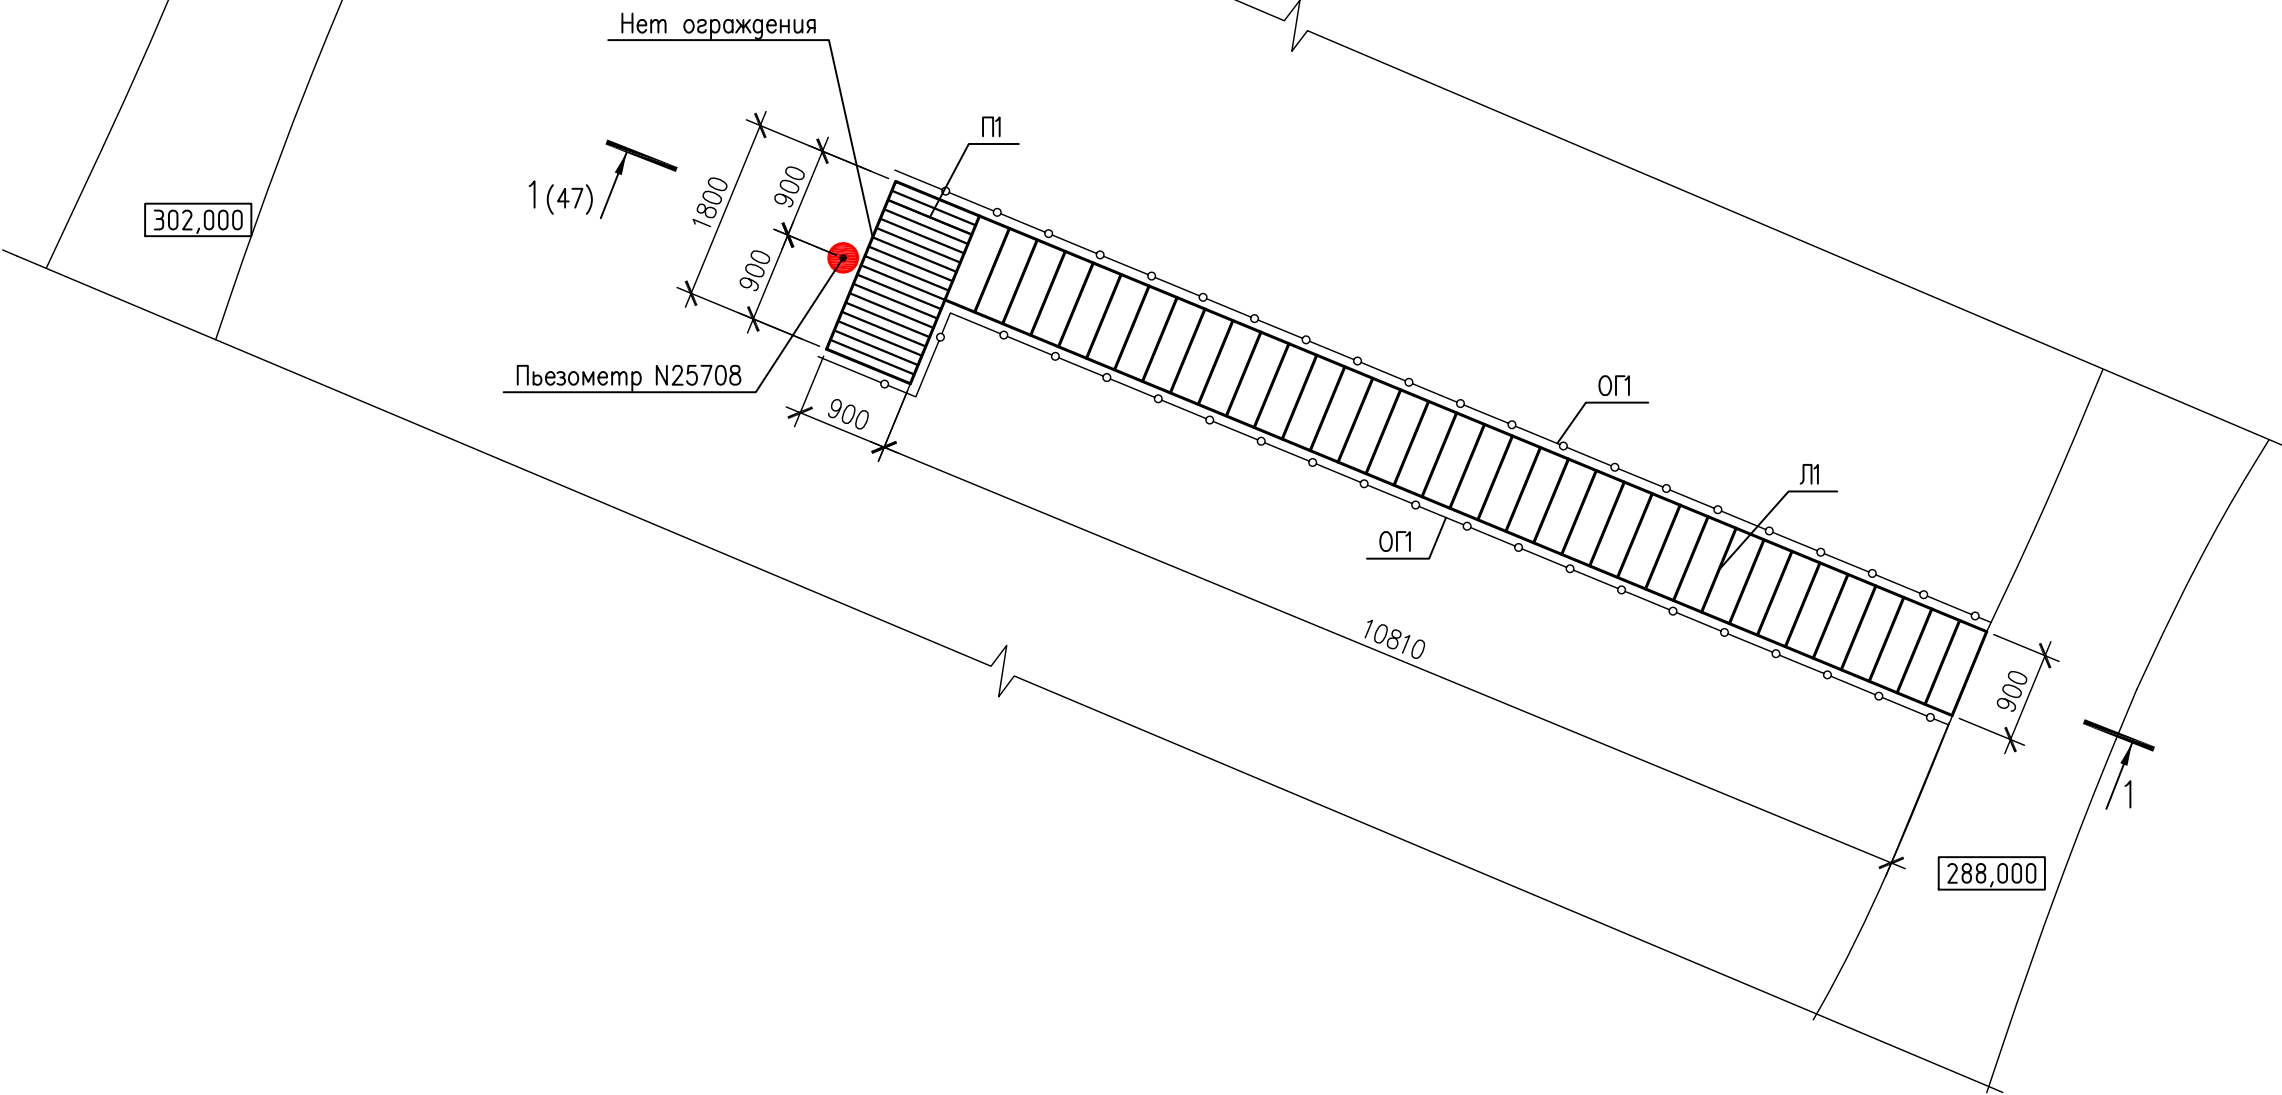 Нет ограждения
П1
1800
900
900
1(47)
302,000
Пьезометр N25708
900
ОГ1
Л1
ОГ1
10810
900
1
288,000